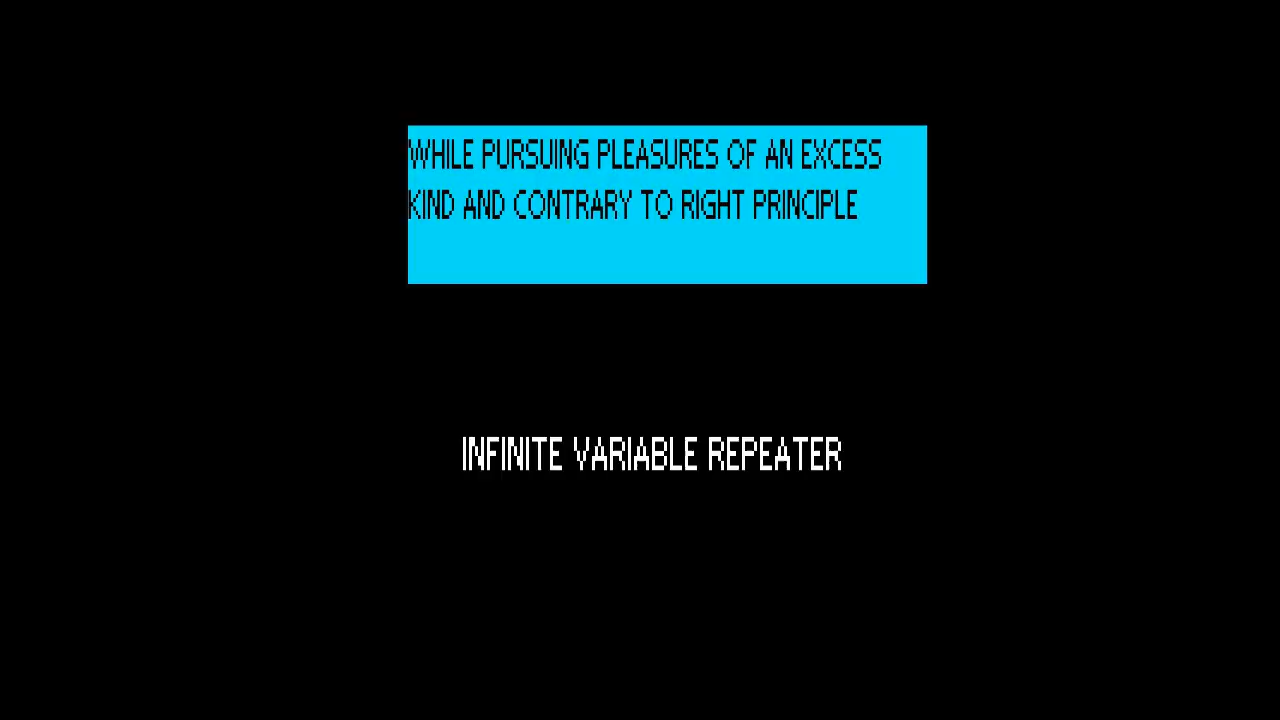 WHILE PURSUING PLEASURES OF AN EXCESS
KIND AND CONTRARY TO RIGHT PRINCIPLE
INFINITE VARIABLE REPEATER